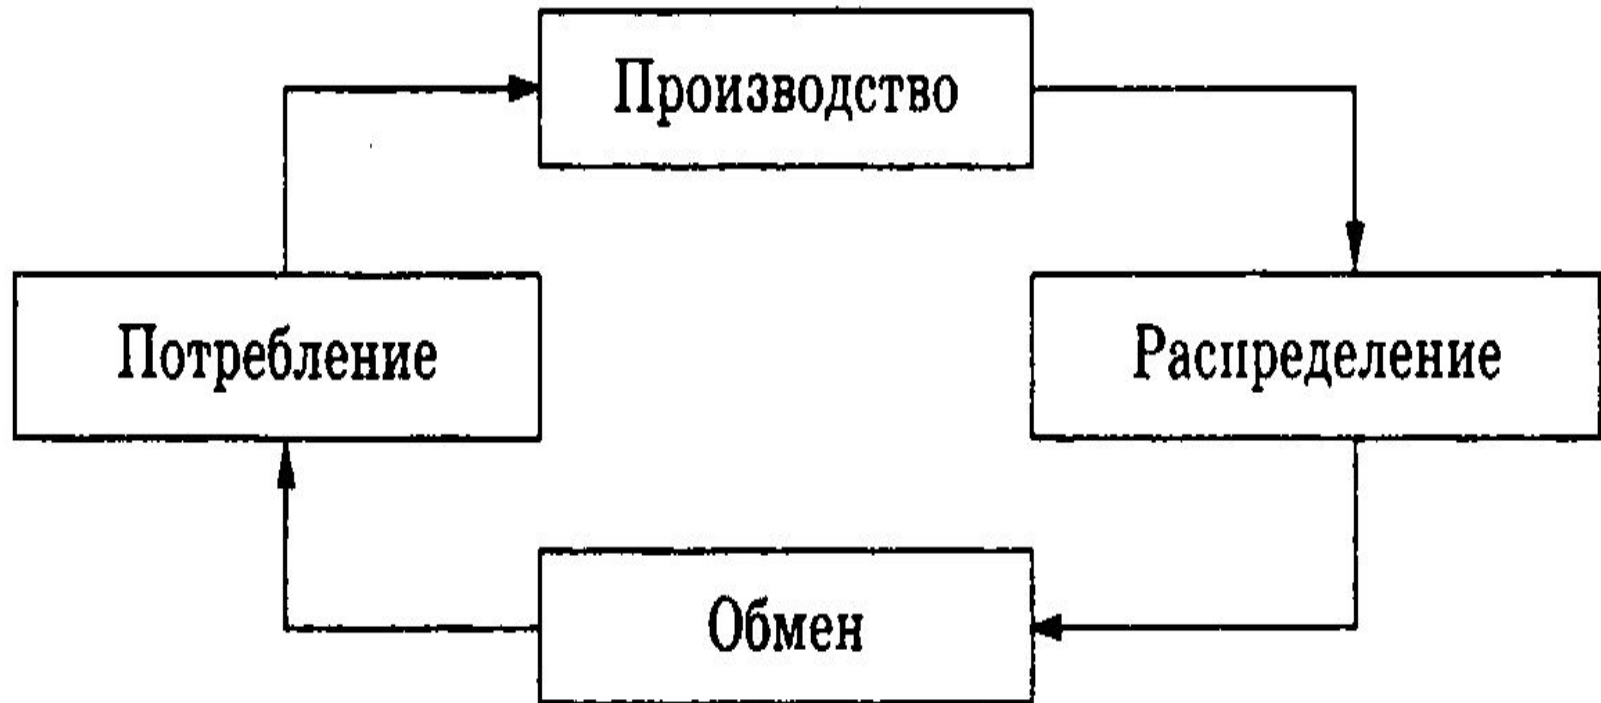 Производство
Потребление
Распределение
Обмен